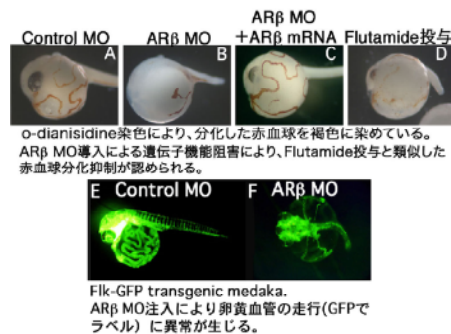 Control MO
ARβ MO
ARβ MO
+ARβ mRNA
Flutamide投与
A
B
C
D
o-dianisidine染色により、分化した赤血球を褐色に染めている。
ARβ MO導入による遺伝子機能阻害により、Flutamide投与と類似した
赤血球分化抑制が認められる。
E Control MO
F ARβ MO
Flk-GFP transgenic medaka.
ARβ MO注入により卵黄血管の走行(GFPで
ラベル）に異常が生じる。